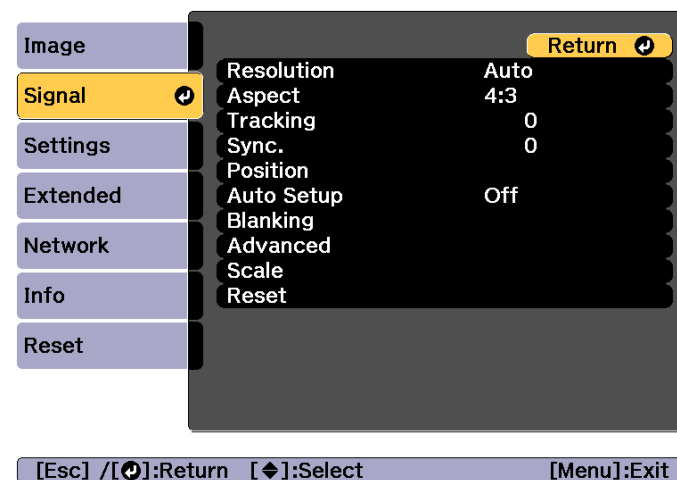 Image
Signal
Settings
Extended
Network
Info
Reset
Return
Resolution Auto
Aspect 4:3
Tracking 0
Sync. 0
Position
Auto Setup Off
Blanking
Advanced
Scale
Reset
[Esc] /[ ]:Return [ ]:Select [Menu]:Exit